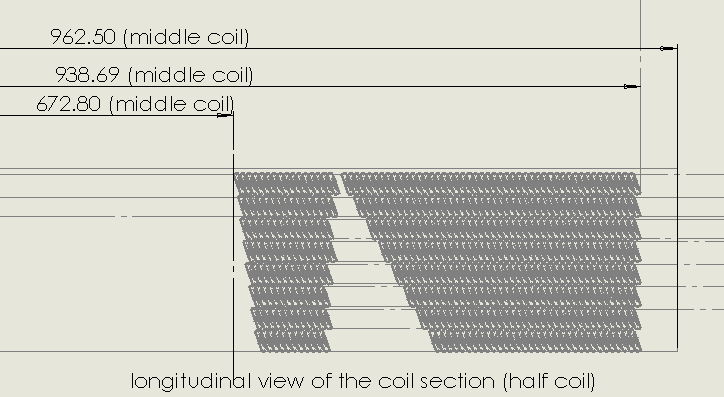 962.50 (middle coil)
938.69 (middle coil)
672.80 (middle coil)
longitudinal view of the coil section (half coil)